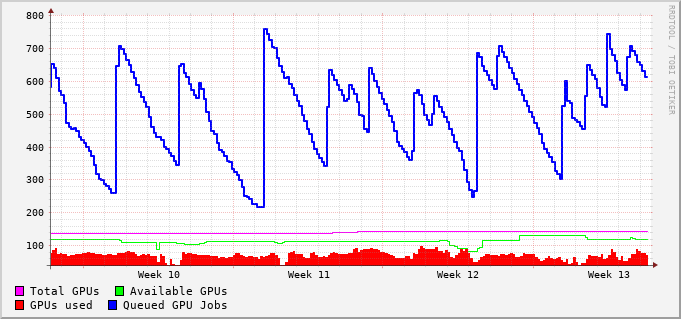 800
700
600
500
400
300
200
100
Week 10 Week 11 Week 12 Week 13
Total GPUs Available GPUs
GPUs used Queued GPU Jobs
RRDTOOL / TOBI OETIKER